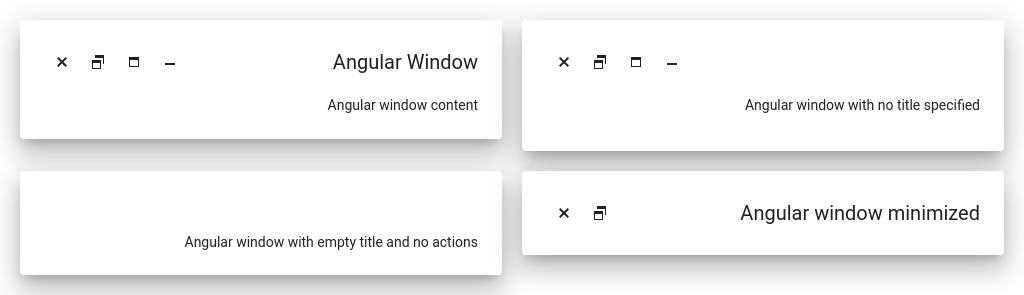 Angular Window
Angular window content
Angular window with no title specified
Angular window with empty title and no actions
Angular window minimized